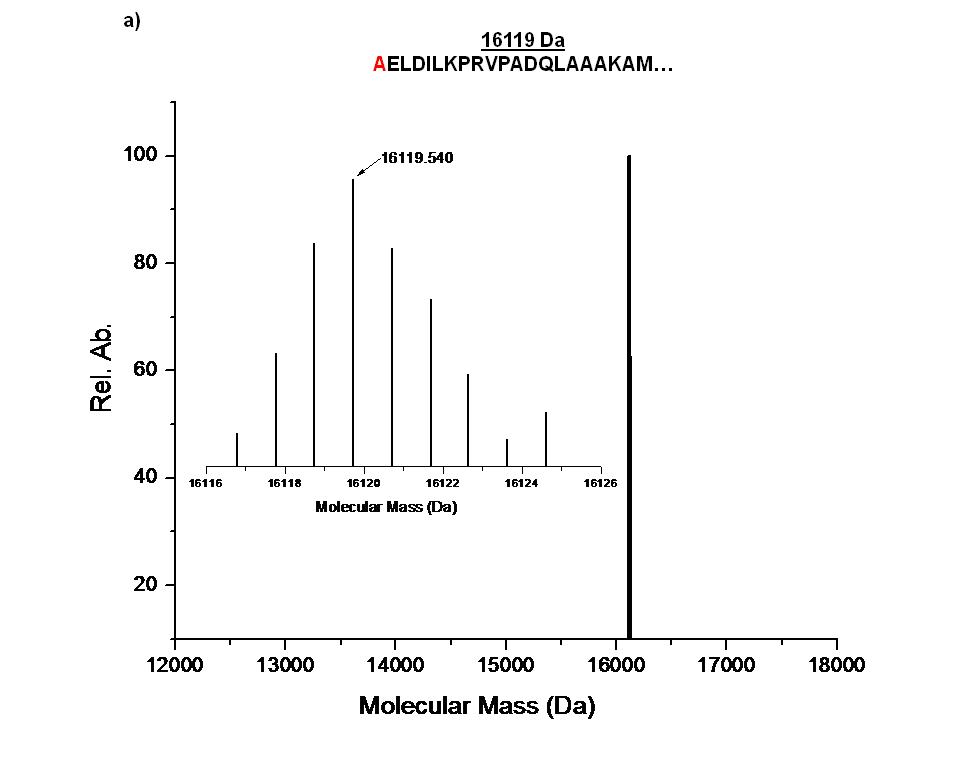 a)
16119 Da
AELDILKPRVPADQLAAAKAM...
100
80
60
40
20
Rel. Ab.
16119.540
16116 16118 16120 16122 16124 16126
Molecular Mass (Da)
12000 13000 14000 15000 16000 17000 18000
Molecular Mass (Da)